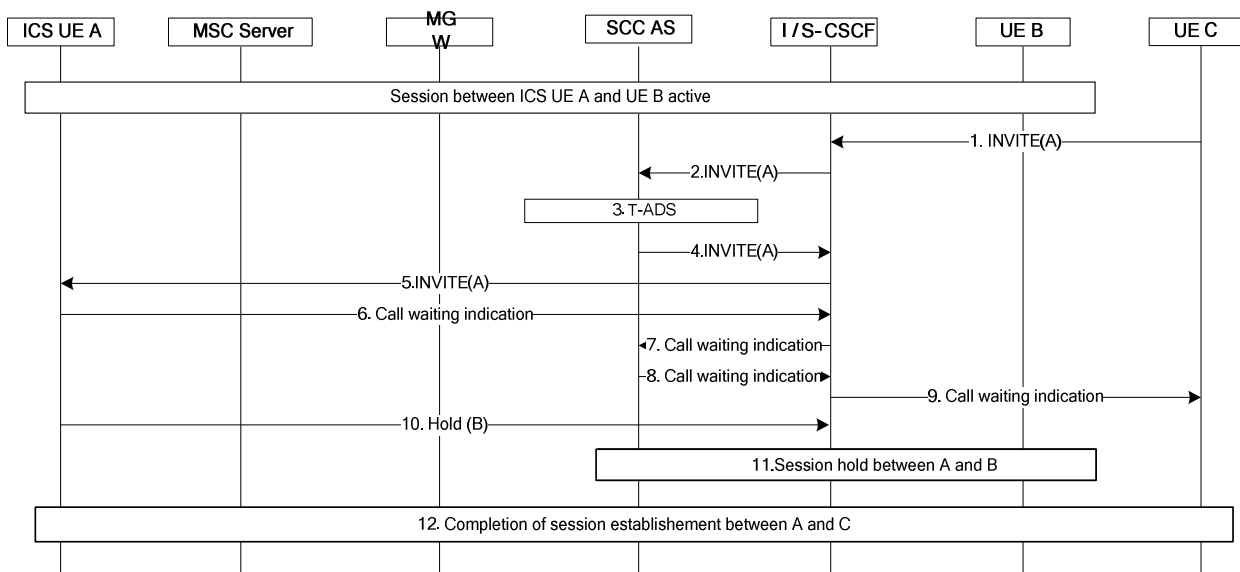 ICS UE A
MSC Server
MG
W
SCC AS
I / S- CSCF
UE B
UE C
Session between ICS UE A and UE B active
1. INVITE(A)
2.INVITE(A)
3. T-ADS
4.INVITE(A)
5.INVITE(A)
6. Call waiting indication
7. Call waiting indication
8. Call waiting indication
9. Call waiting indication
10. Hold (B)
11.Session hold between A and B
12. Completion of session establishement between A and C